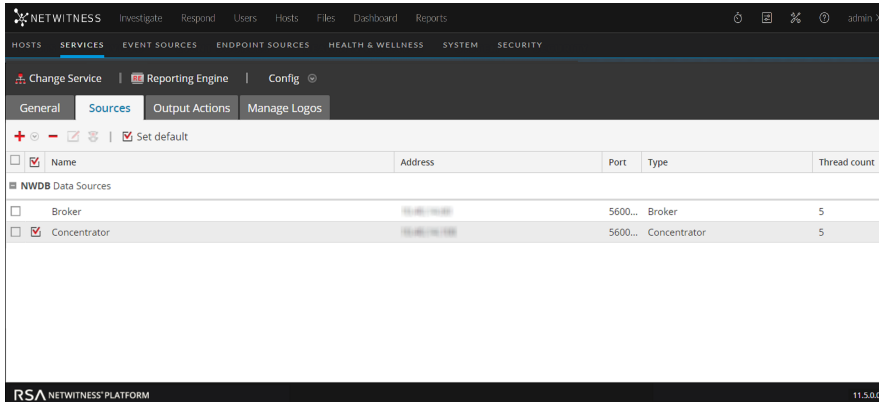 NETWITNESS Investigate Respond Users Hosts Files Dashboard Reports admin
HOSTS SERVICES EVENT SOURCES ENDPOINT SOURCES HEALTH & WELLNESS SYSTEM SECURITY
Change Service | RE Reporting Engine | Config
General Sources Output Actions Manage Logos
Set default
Name Address Port Type Thread count
NWDB Data Sources
Broker 5600... Broker 5
Concentrator 5600... Concentrator 5
RSA NETWITNESS® PLATFORM 11.5.0.0